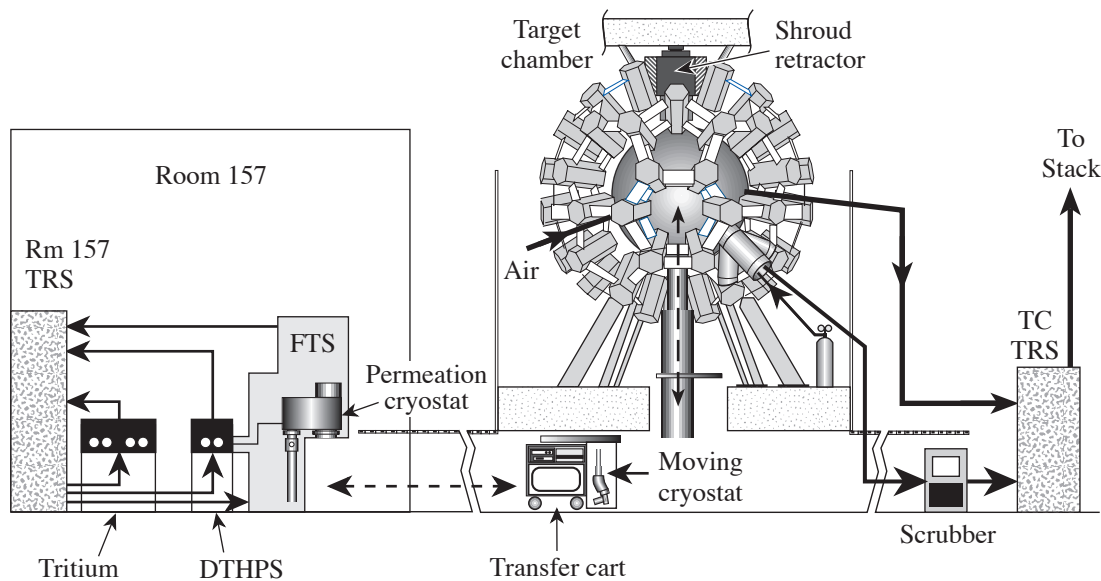 Target
chamber
Shroud
retractor
To
Stack
Room 157
Rm 157
TRS
Air
FTS
TC
TRS
Permeation
cryostat
Moving
cryostat
Scrubber
Tritium
DTHPS
Transfer cart